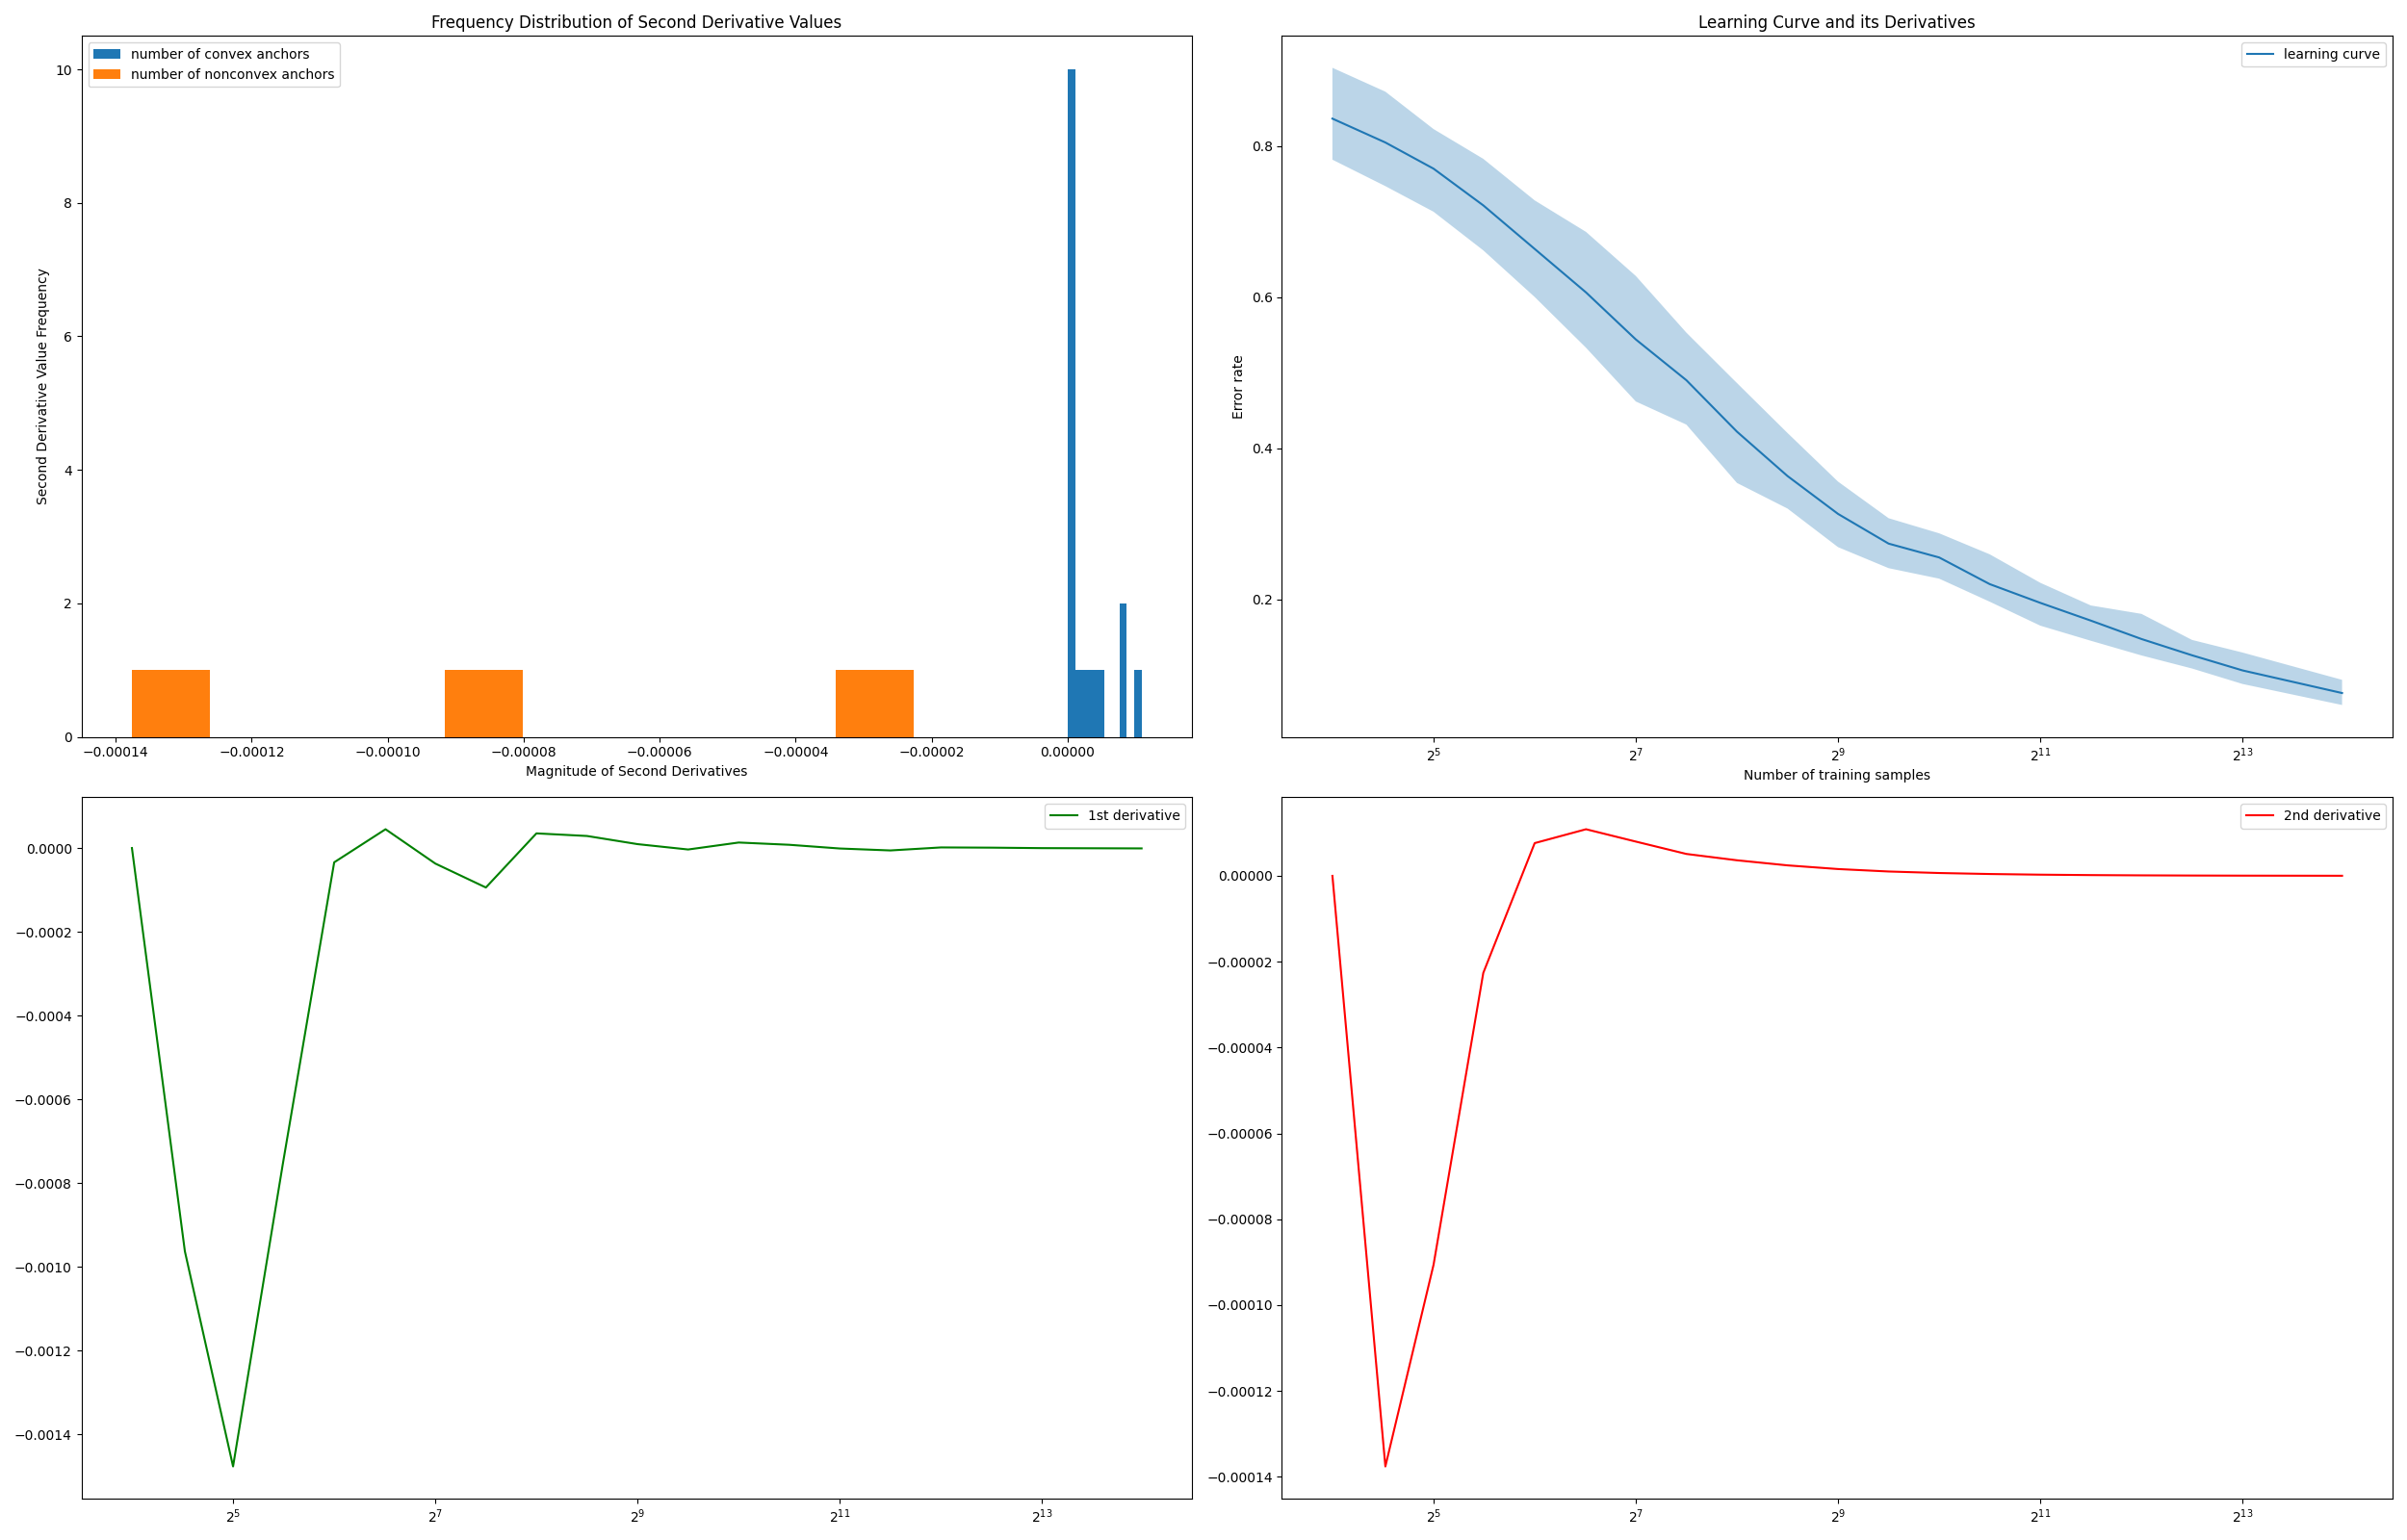 Frequency Distribution of Second Derivative Values
number of convex anchors
number of nonconvex anchors
Second Derivative Value Frequency
10
8
6
4
2
0
−0.00014 −0.00012 −0.00010 −0.00008 −0.00006 −0.00004 −0.00002 0.00000
Magnitude of Second Derivatives
Learning Curve and its Derivatives
learning curve
Error rate
0.8
0.6
0.4
0.2
2^5 2^7 2^9 2^11 2^13
Number of training samples
1st derivative
0.0000
−0.0002
−0.0004
−0.0006
−0.0008
−0.0010
−0.0012
−0.0014
2^5 2^7 2^9 2^11 2^13
2nd derivative
0.00000
−0.00002
−0.00004
−0.00006
−0.00008
−0.00010
−0.00012
−0.00014
2^5 2^7 2^9 2^11 2^13